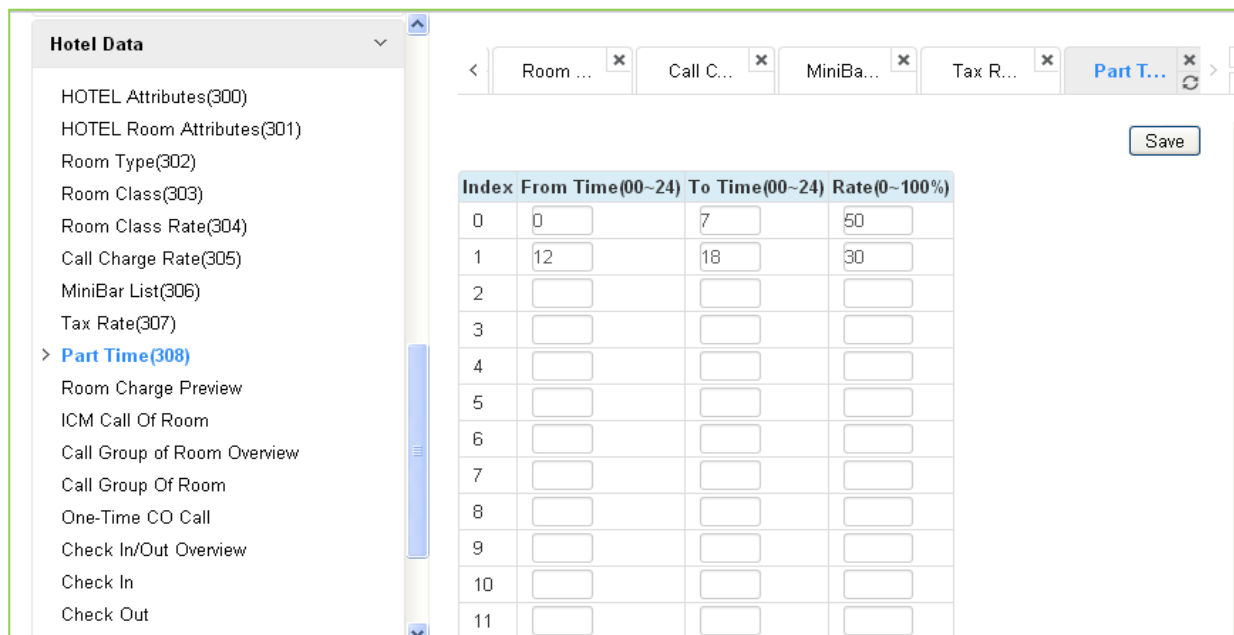 Hotel Data
HOTEL Attributes(300)
HOTEL Room Attributes(301)
Room Type(302)
Room Class(303)
Room Class Rate(304)
Call Charge Rate(305)
MiniBar List(306)
Tax Rate(307)
Part Time(308)
Room Charge Preview
ICM Call Of Room
Call Group of Room Overview
Call Group Of Room
One-Time CO Call
Check In/Out Overview
Check In
Check Out
Room ... Call C... MiniBa... Tax R... Part T...
Save
Index From Time(00~24) To Time(00~24) Rate(0~100%)
0 0 7 50
1 12 18 30
2
3
4
5
6
7
8
9
10
11